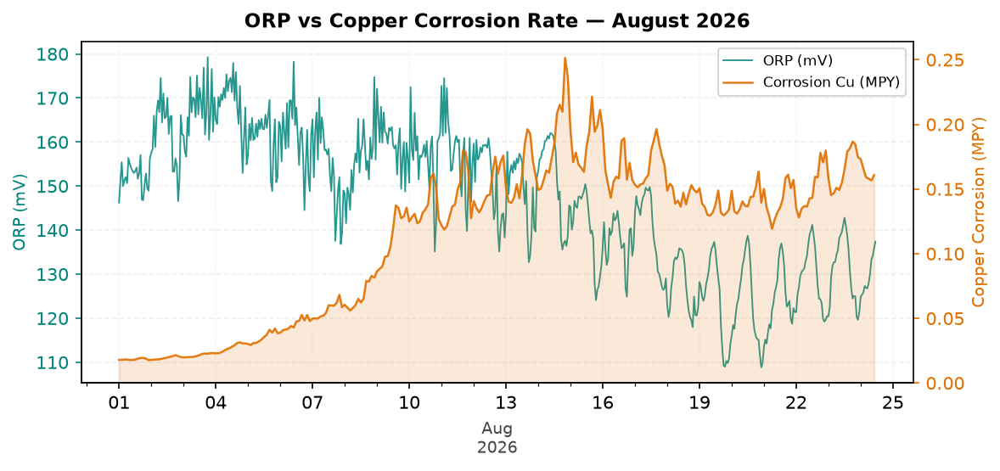 ORP vs Copper Corrosion Rate — August 2026
ORP (mV)
180
170
160
150
140
130
120
110
ORP (mV)
Corrosion Cu (MPY)
0.25
0.20
0.15
0.10
0.05
0.00
Copper Corrosion (MPY)
01 04 07 10 13 16 19 22 25
Aug
2026